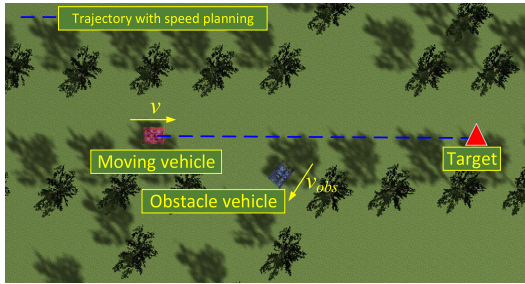 Trajectory with speed planning
v
Moving vehicle
Target
v_obs
Obstacle vehicle